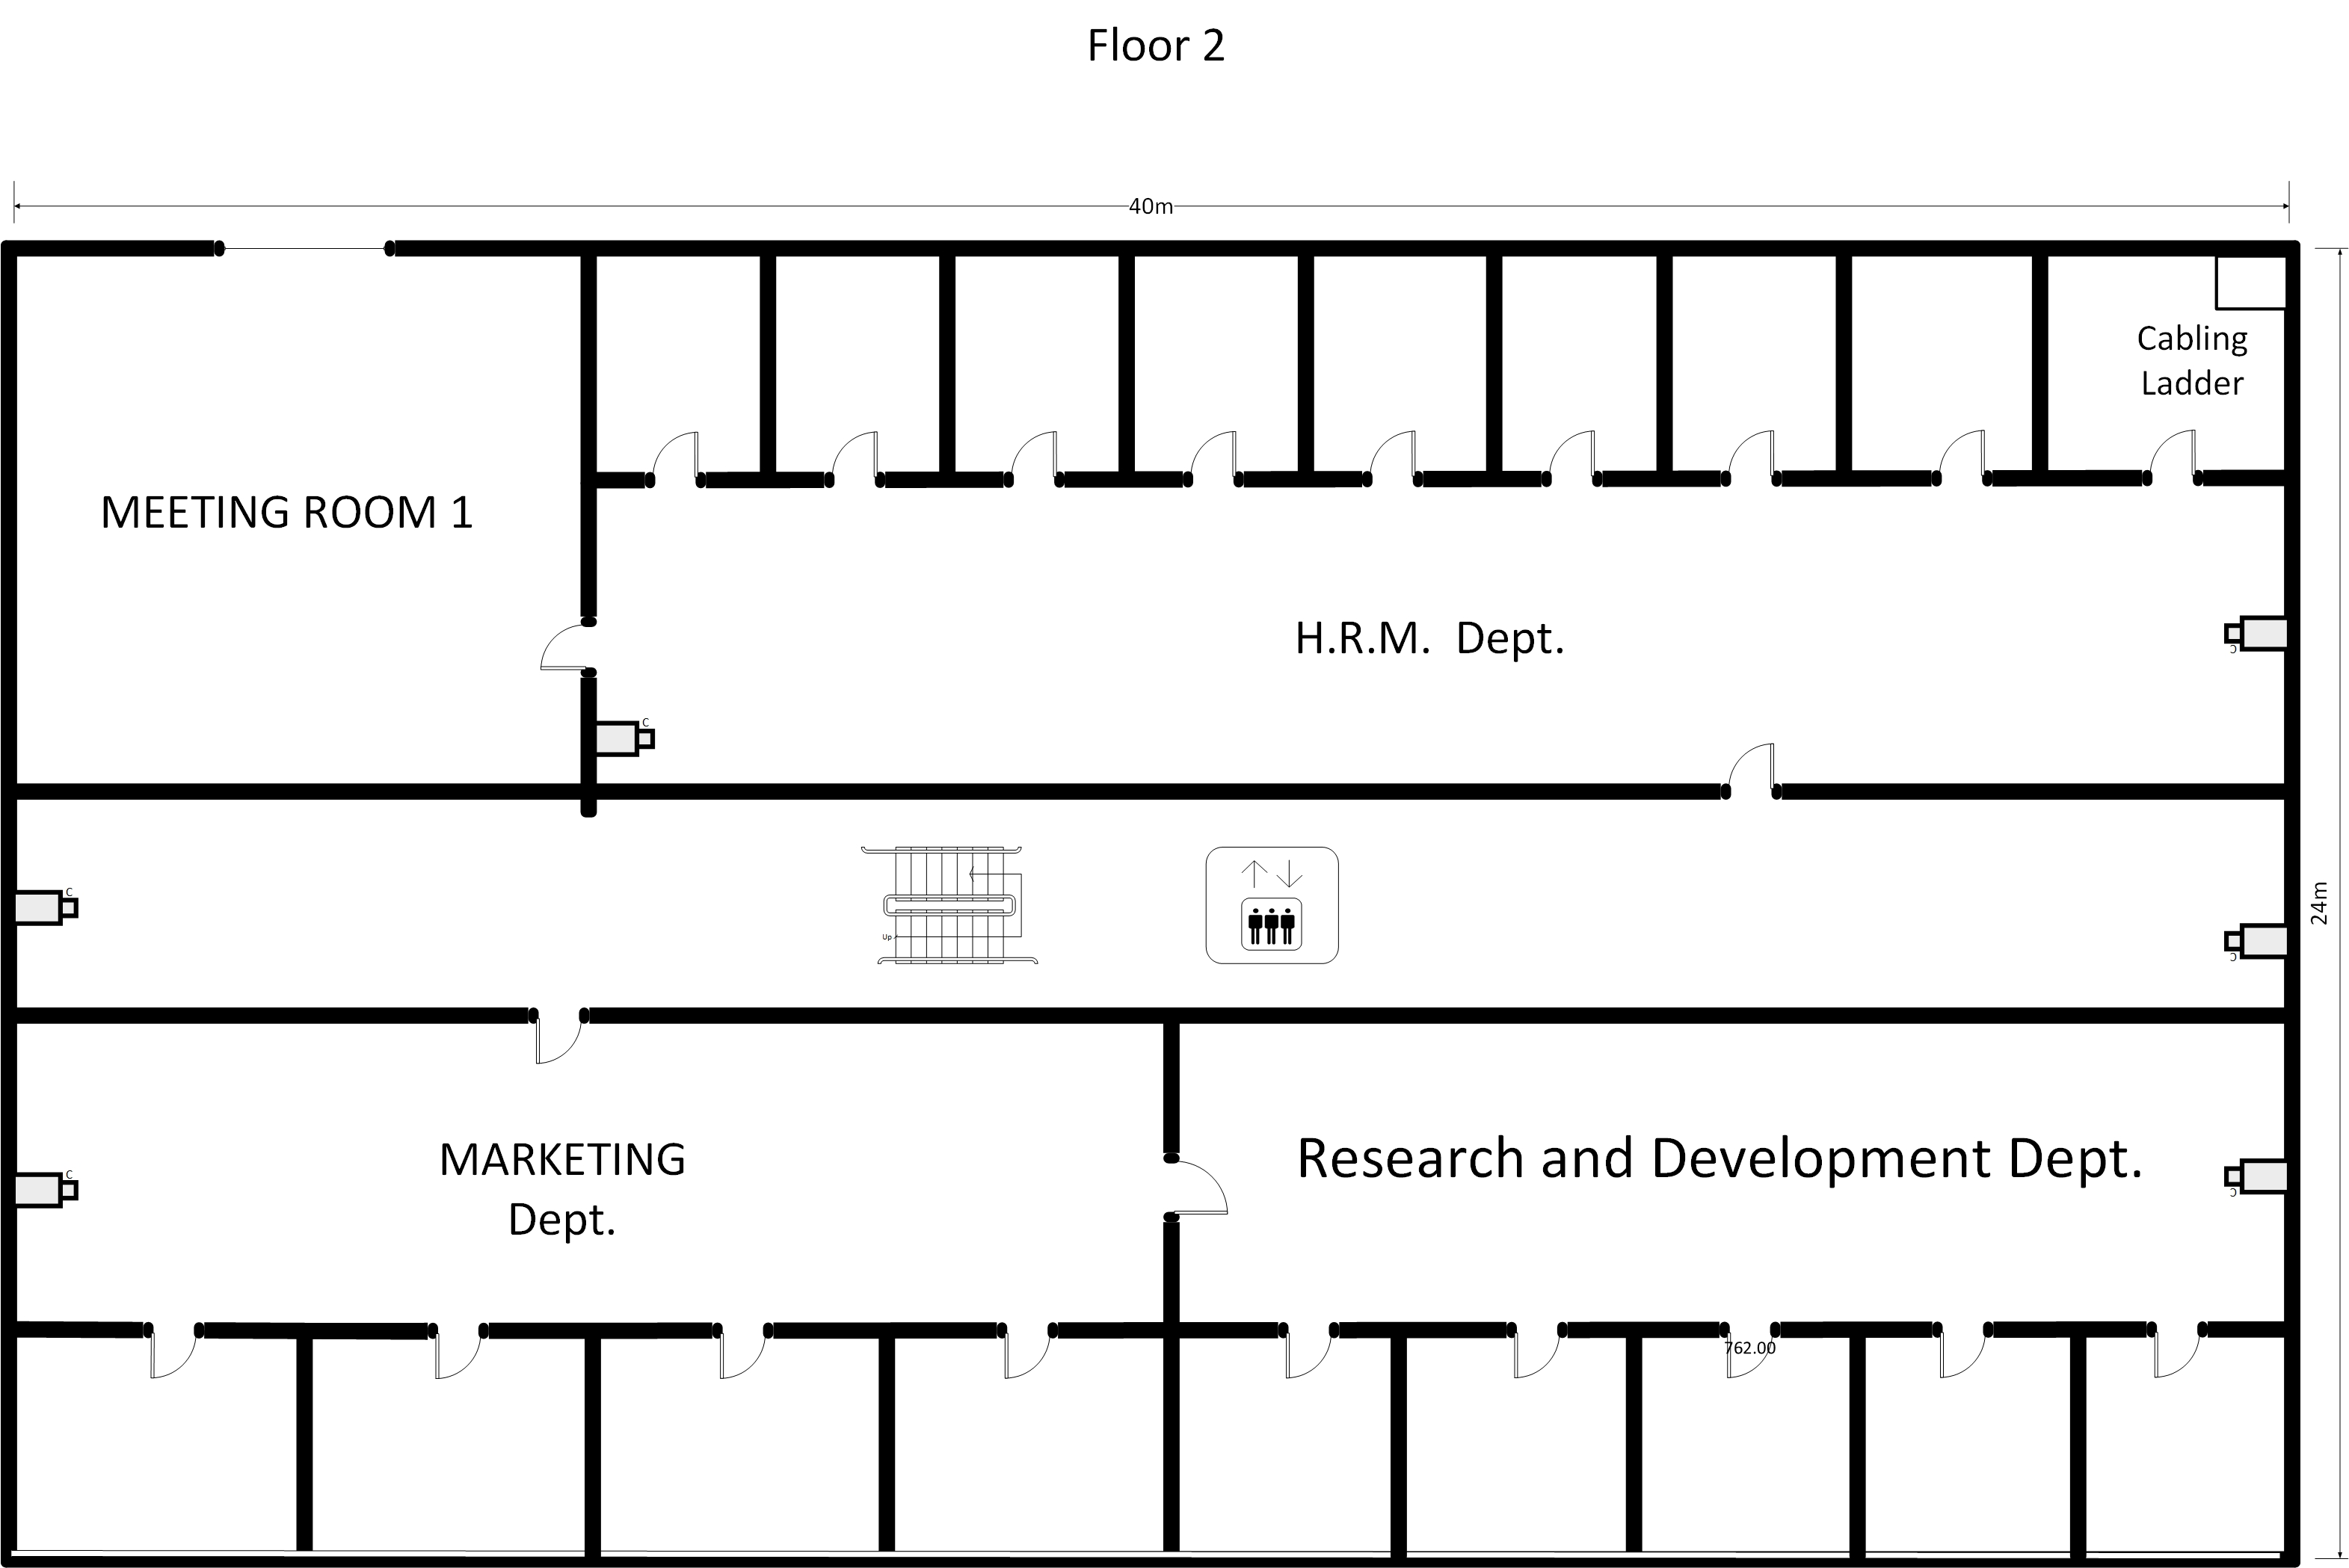 Floor 2
40m
Cabling
Ladder
MEETING ROOM 1
H.R.M.  Dept.
C
C
C
24m
Up
C
MARKETING
Dept.
Research and Development Dept.
C
C
762.00